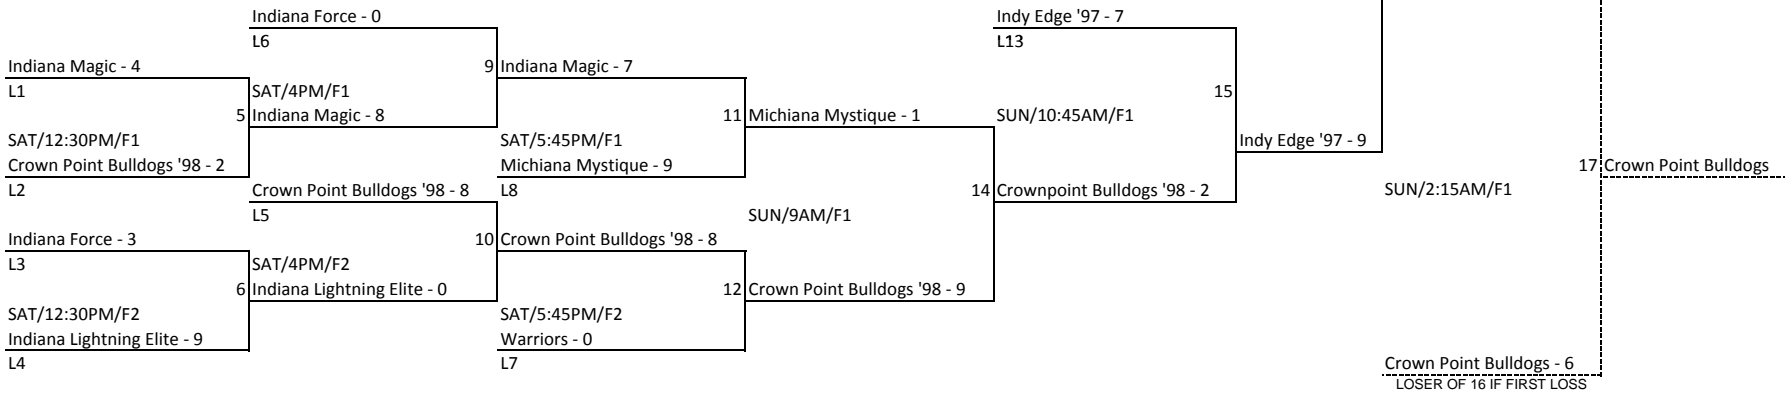 Indiana Force - 0
Indy Edge '97 - 7
L6
L13
Indiana Magic - 4
9
Indiana Magic - 7
L1
SAT/4PM/F1
15
5
Indiana Magic - 8
11
Michiana Mystique - 1
SUN/10:45AM/F1
SAT/12:30PM/F1
SAT/5:45PM/F1
Indy Edge '97 - 9
Crown Point Bulldogs '98 - 2
Michiana Mystique - 9
17
Crown Point Bulldogs
L2
Crown Point Bulldogs '98 - 8
L8
14
Crownpoint Bulldogs '98 - 2
SUN/2:15AM/F1
L5
SUN/9AM/F1
Indiana Force - 3
10
Crown Point Bulldogs '98 - 8
L3
SAT/4PM/F2
6
Indiana Lightning Elite - 0
12
Crown Point Bulldogs '98 - 9
SAT/12:30PM/F2
SAT/5:45PM/F2
Indiana Lightning Elite - 9
Warriors - 0
L4
L7
Crown Point Bulldogs - 6
LOSER OF 16 IF FIRST LOSS